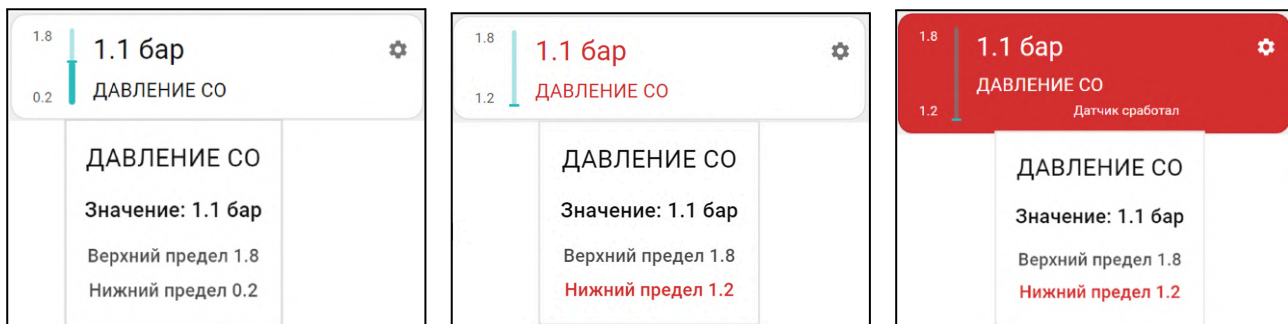 1.8
1.1 бар
0.2
ДАВЛЕНИЕ СО
ДАВЛЕНИЕ СО
Значение: 1.1 бар
Верхний предел 1.8
Нижний предел 0.2
1.8
1.1 бар
1.2
ДАВЛЕНИЕ СО
ДАВЛЕНИЕ СО
Значение: 1.1 бар
Верхний предел 1.8
Нижний предел 1.2
1.8
1.1 бар
ДАВЛЕНИЕ СО
1.2
Датчик сработал
ДАВЛЕНИЕ СО
Значение: 1.1 бар
Верхний предел 1.8
Нижний предел 1.2